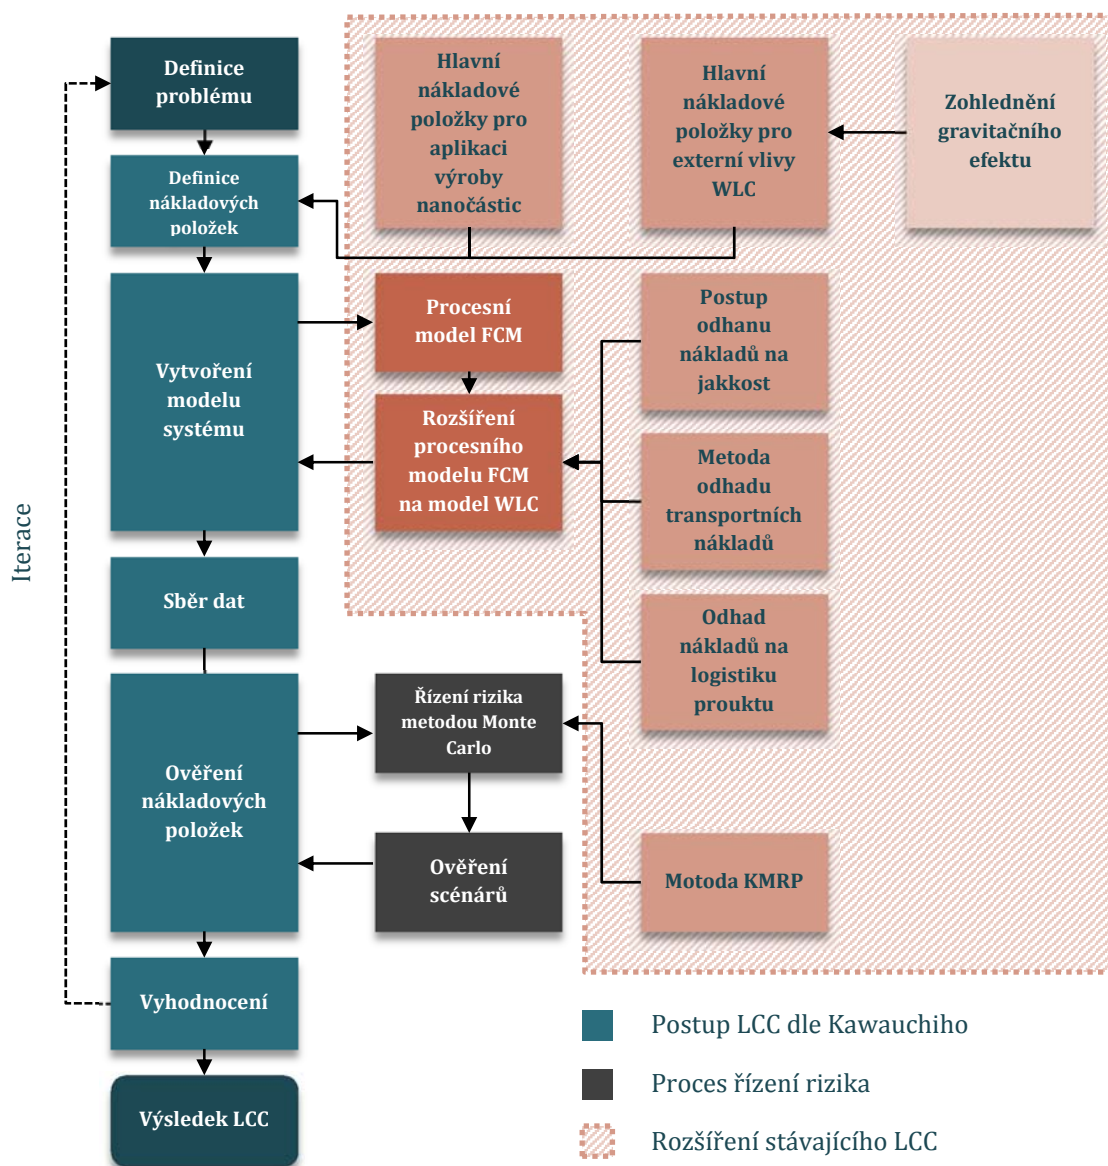 Definice
problému
Hlavní
nákladové
položky pro
aplikaci
výroby
nanočástic
Hlavní
nákladové
položky pro
externí vlivy
WLC
Zohlednění
gravitačního
efektu
Definice
nákladových
položek
Vytvoření
modelu
systému
Procesní
model FCM
Postup
odhanu
nákladů na
jakkost
Rozšíření
procesního
modelu FCM
na model WLC
Metoda
odhadu
transportních
nákladů
Iterace
Sběr dat
Odhad
nákladů na
logistiku
prouktu
Řízení rizika
metodou Monte
Carlo
Ověření
nákladových
položek
Ověření
scénárů
Motoda KMRP
Vyhodnocení
Výsledek LCC
Postup LCC dle Kawauchiho
Proces řízení rizika
Rozšíření stávajícího LCC